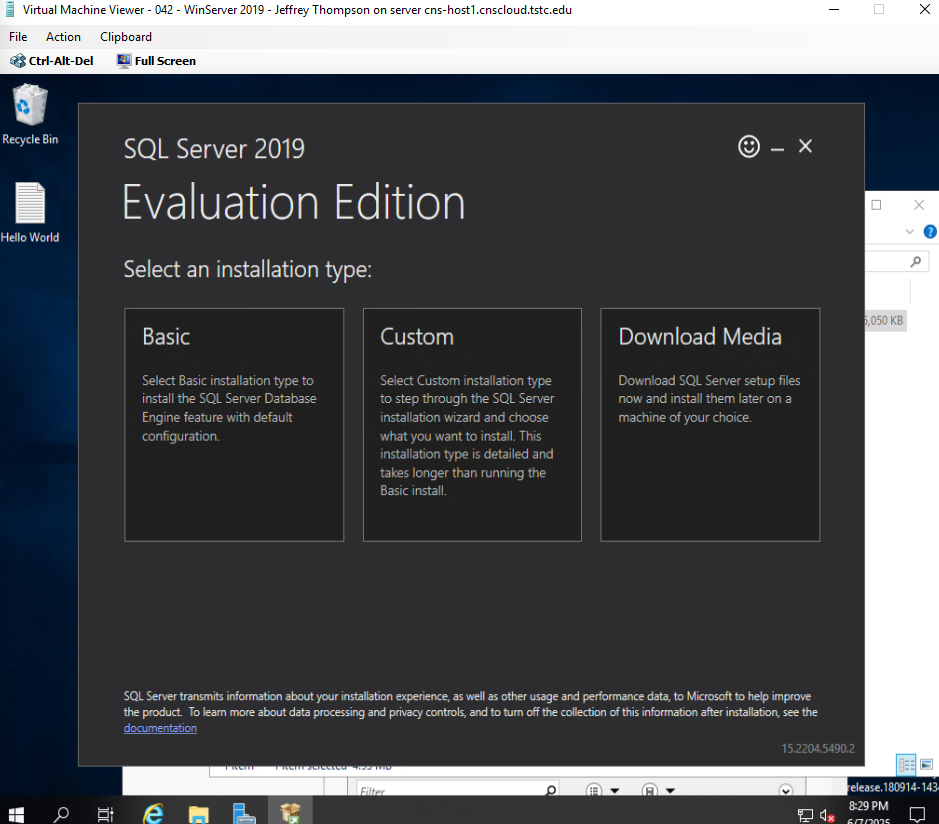 Virtual Machine Viewer - 042 - WinServer 2019 - Jeffrey Thompson on server cns-host1.cnscloud.tstc.edu
File Action Clipboard
Ctrl-Alt-Del Full Screen
Recycle Bin
Hello World
SQL Server 2019
Evaluation Edition
Select an installation type:
Basic
Select Basic installation type to
install the SQL Server Database
Engine feature with default
configuration.
Custom
Select Custom installation type
to step through the SQL Server
installation wizard and choose
what you want to install. This
installation type is detailed and
takes longer than running the
Basic install.
Download Media
Download SQL Server setup files
now and install them later on a
machine of your choice.
,050 KB
SQL Server transmits information about your installation experience, as well as other usage and performance data, to Microsoft to help improve
the product. To learn more about data processing and privacy controls, and to turn off the collection of this information after installation, see the
documentation
15.2204.5490.2
1 item 1 item selected
Filter
release.180914-143
8:29 PM
6/7/2025